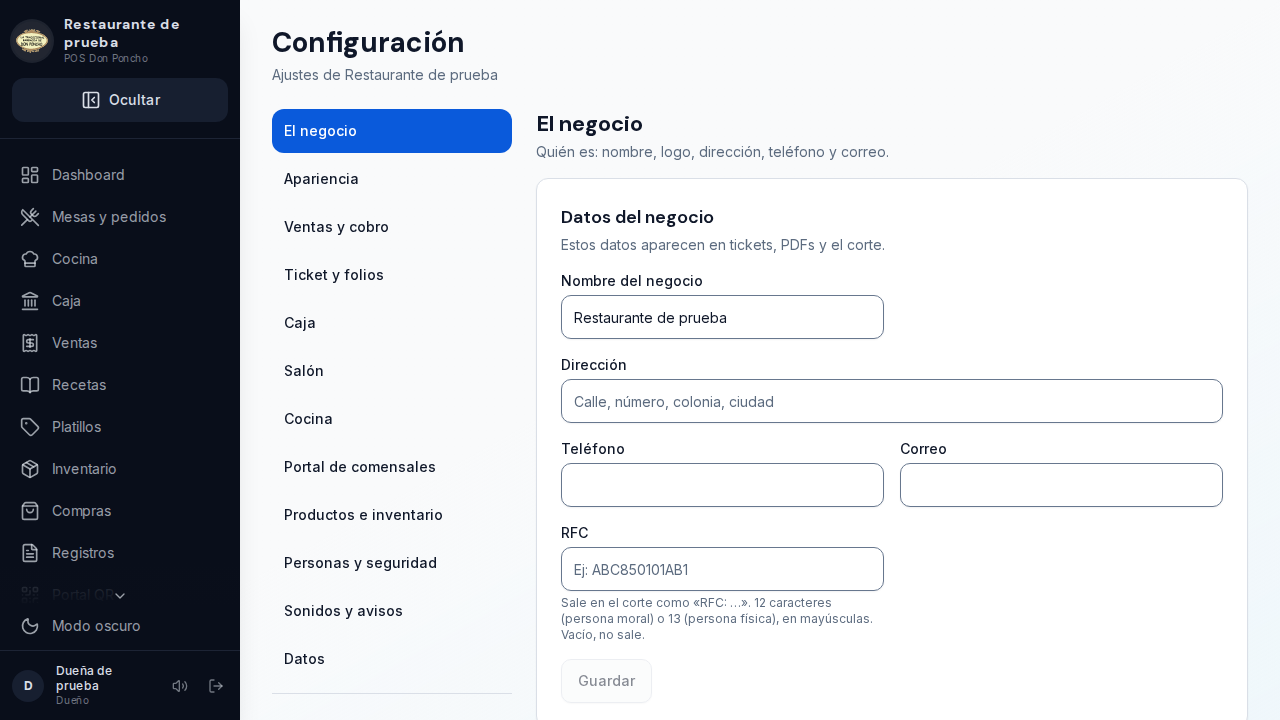 Restaurante de
prueba
POS Don Poncho
Ocultar
Dashboard
Mesas y pedidos
Cocina
Caja
Ventas
Recetas
Platillos
Inventario
Compras
Registros
Portal QR
Modo oscuro
D
Dueña de
prueba
Dueño
Configuración
Ajustes de Restaurante de prueba
El negocio
Apariencia
Ventas y cobro
Ticket y folios
Caja
Salón
Cocina
Portal de comensales
Productos e inventario
Personas y seguridad
Sonidos y avisos
Datos
El negocio
Quién es: nombre, logo, dirección, teléfono y correo.
Datos del negocio
Estos datos aparecen en tickets, PDFs y el corte.
Nombre del negocio
Restaurante de prueba
Dirección
Calle, número, colonia, ciudad
Teléfono
Correo
RFC
Ej: ABC850101AB1
Sale en el corte como «RFC: …». 12 caracteres
(persona moral) o 13 (persona física), en mayúsculas.
Vacío, no sale.
Guardar